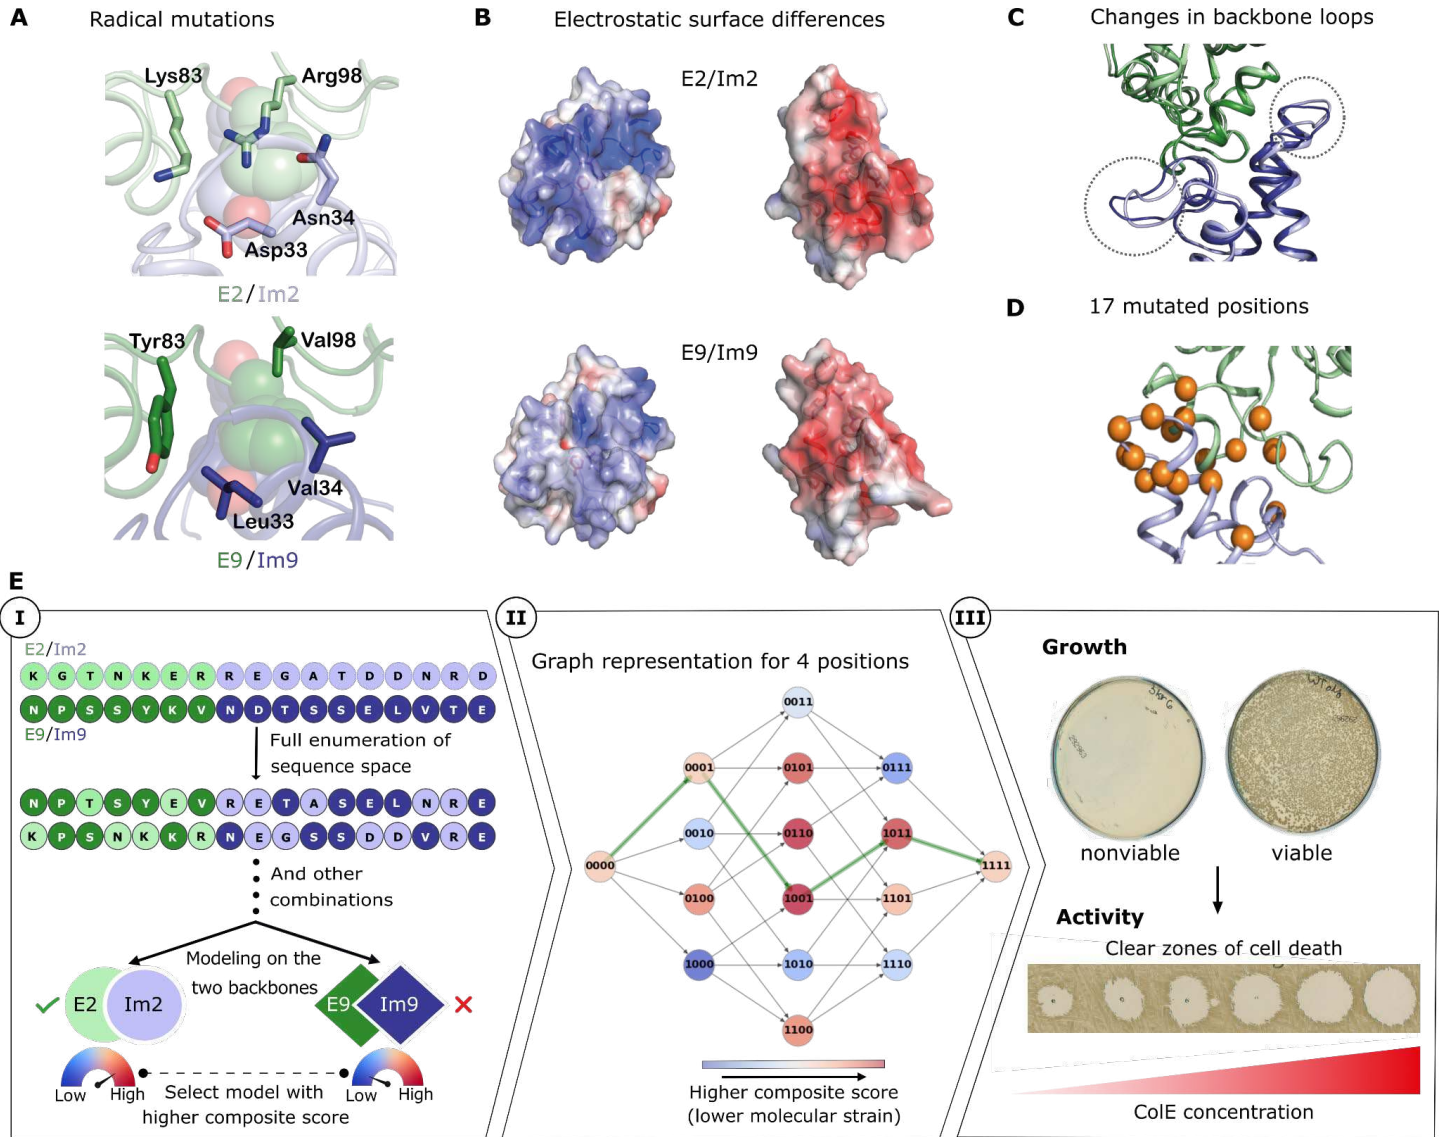 A Radical mutations
Lys83
Arg98
Asn34
Asp33
E2/Im2
Tyr83
Val98
Val34
Leu33
E9/Im9
B Electrostatic surface differences
E2/Im2
E9/Im9
C Changes in backbone loops
D 17 mutated positions
E
I
E2/Im2
K G T N K E R R E G A T D D N R D
N P S S Y K V N D T S S E L V T E
E9/Im9
Full enumeration of
sequence space
N P T S Y E V R E T A S E L N R E
K P S N K K R N E G S S D D V R E
And other
combinations
Modeling on the
two backbones
E2 Im2
E9 Im9
Low High
Low High
Select model with
higher composite score
II
Graph representation for 4 positions
0011
0001 0101 0111
0010 0110 1011
0000 1111
0100 1001 1101
1000 1010 1110
1100
Higher composite score
(lower molecular strain)
III
Growth
nonviable
viable
Activity
Clear zones of cell death
ColE concentration